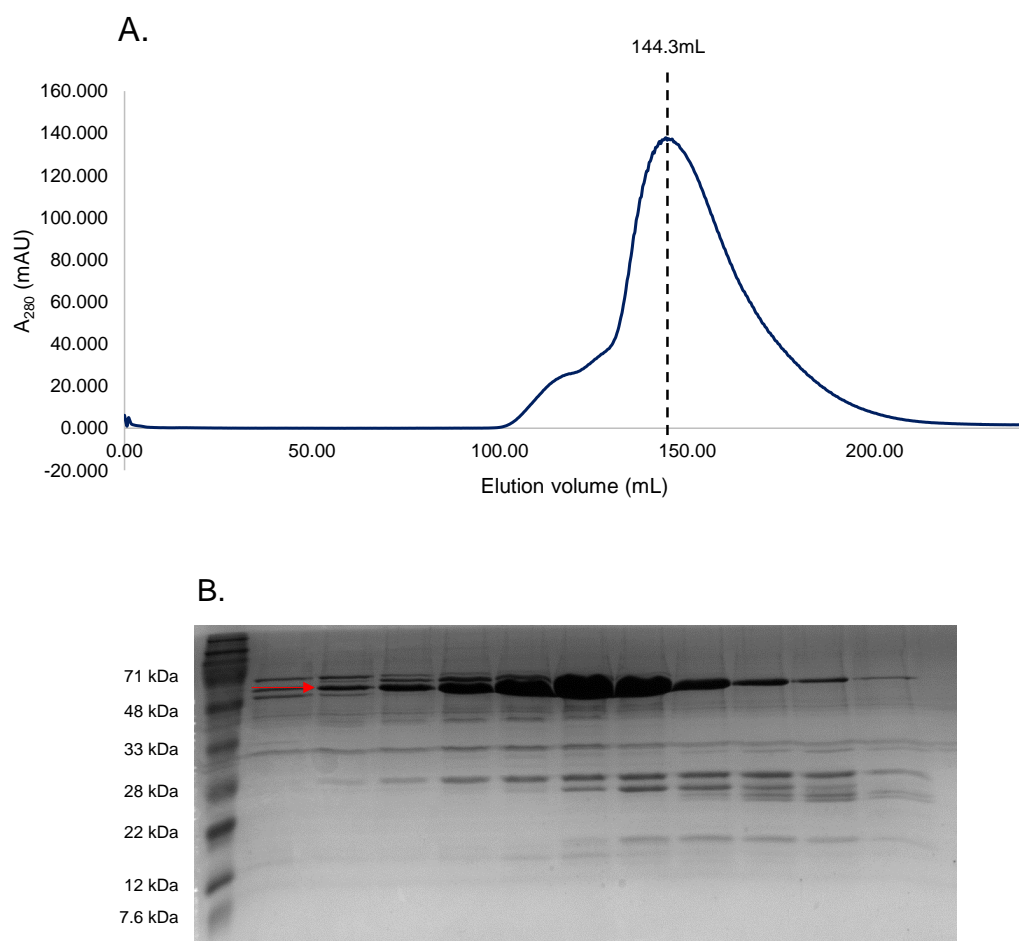 A.
144.3mL
160.000
140.000
120.000
100.000
80.000
60.000
40.000
20.000
0.000
-20.000
A280 (mAU)
0.00 50.00 100.00 150.00 200.00
Elution volume (mL)
B.
71 kDa
48 kDa
33 kDa
28 kDa
22 kDa
12 kDa
7.6 kDa